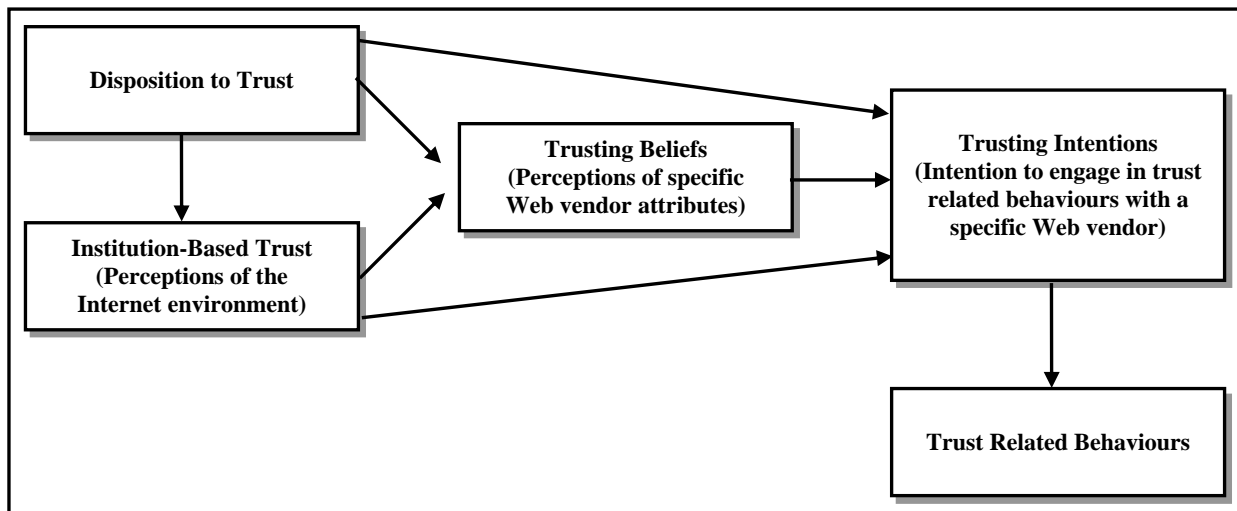 Disposition to Trust
Trusting Beliefs
(Perceptions of specific
Web vendor attributes)
Trusting Intentions
(Intention to engage in trust
related behaviours with a
specific Web vendor)
Institution-Based Trust
(Perceptions of the
Internet environment)
Trust Related Behaviours